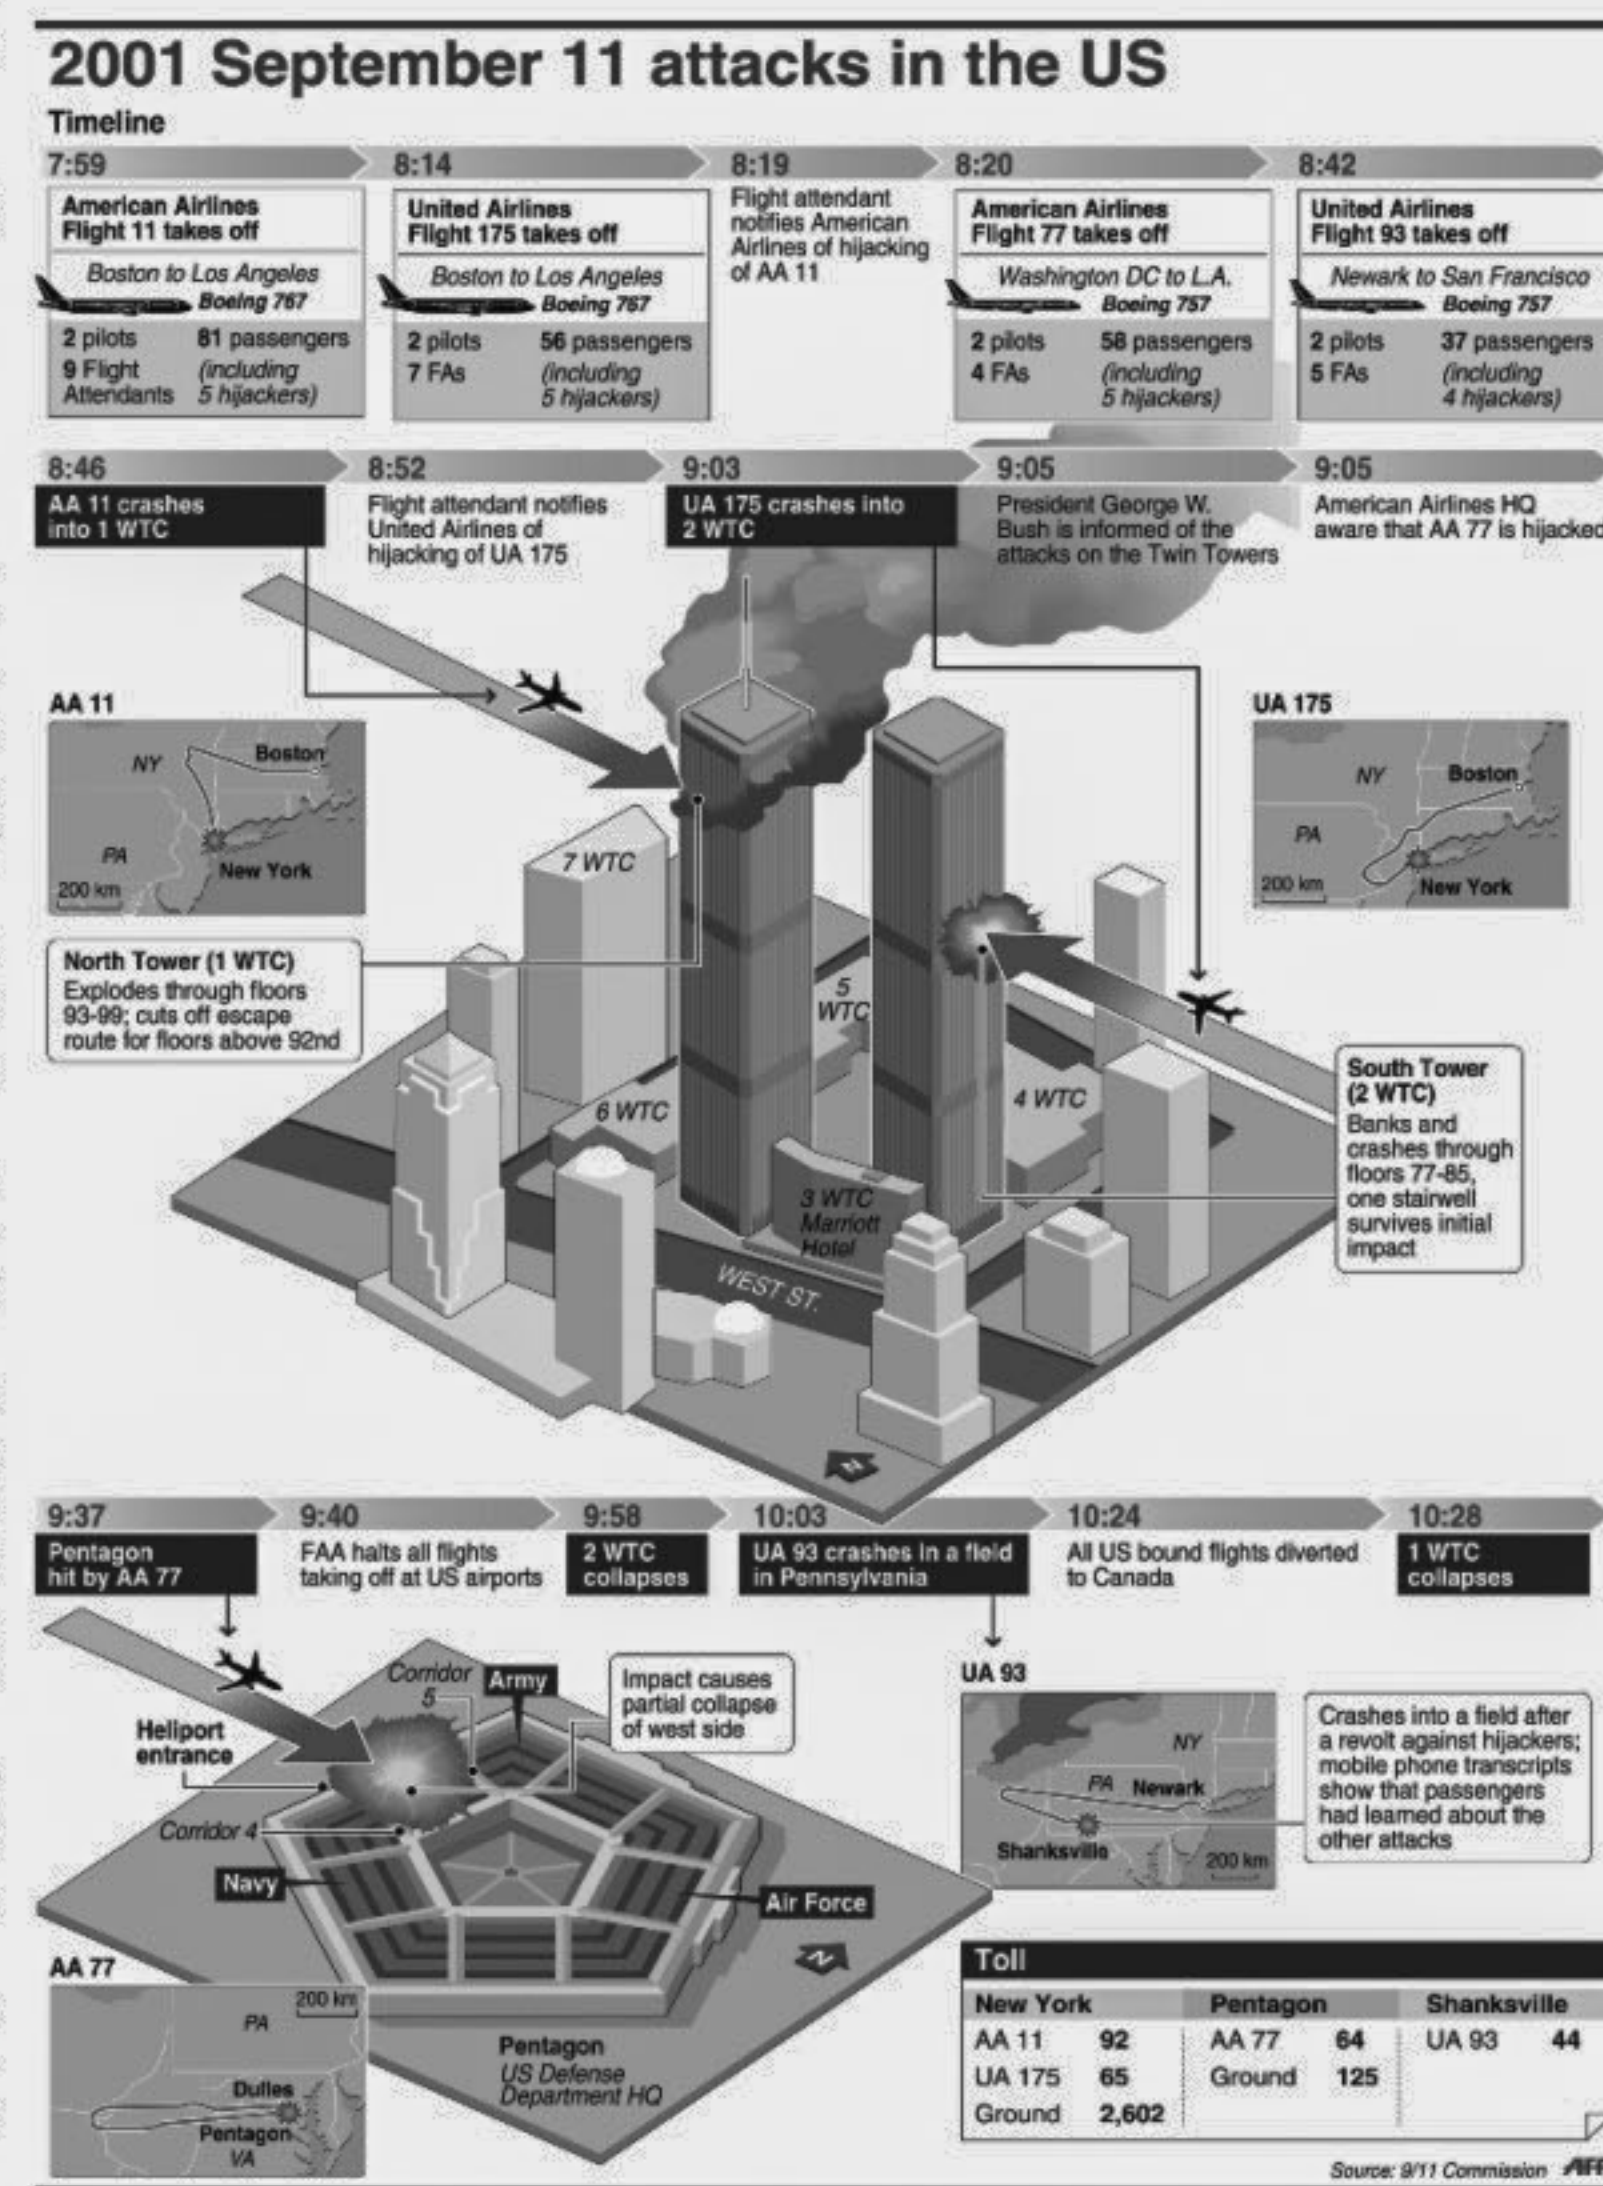 2001 September 11 attacks in the US
Timeline
7:59
American Airlines
Flight 11 takes off
Boston to Los Angeles
Boeing 767
2 pilots
81 passengers
9 Flight
Attendants
(including
5 hijackers)
8:14
United Airlines
Flight 175 takes off
Boston to Los Angeles
Boeing 767
2 pilots
56 passengers
7 FAs
(including
5 hijackers)
8:19
Flight attendant
notifies American
Airlines of hijacking
of AA 11
8:20
American Airlines
Flight 77 takes off
Washington DC to L.A.
Boeing 757
2 pilots
58 passengers
4 FAs
(including
5 hijackers)
8:42
United Airlines
Flight 93 takes off
Newark to San Francisco
Boeing 757
2 pilots
37 passengers
5 FAs
(including
4 hijackers)
8:46
AA 11 crashes
into 1 WTC
8:52
Flight attendant notifies
United Airlines of
hijacking of UA 175
9:03
UA 175 crashes into
2 WTC
9:05
President George W.
Bush is informed of the
attacks on the Twin Towers
9:05
American Airlines HQ
aware that AA 77 is hijacked
AA 11
NY
Boston
PA
New York
200 km
UA 175
NY
Boston
PA
200 km
New York
7 WTC
North Tower (1 WTC)
Explodes through floors
93-99; cuts off escape
route for floors above 92nd
5
WTC
6 WTC
4 WTC
3 WTC
Marriott
Hotel
WEST ST.
South Tower
(2 WTC)
Banks and
crashes through
floors 77-85,
one stairwell
survives initial
impact
N
9:37
Pentagon
hit by AA 77
9:40
FAA halts all flights
taking off at US airports
9:58
2 WTC
collapses
10:03
UA 93 crashes in a field
in Pennsylvania
10:24
All US bound flights diverted
to Canada
10:28
1 WTC
collapses
Corridor
5
Army
Impact causes
partial collapse
of west side
Heliport
entrance
Corridor 4
Navy
Air Force
N
Pentagon
US Defense
Department HQ
UA 93
NY
PA
Newark
Shanksville
200 km
Crashes into a field after
a revolt against hijackers;
mobile phone transcripts
show that passengers
had learned about the
other attacks
AA 77
200 km
PA
Dulles
Pentagon
VA
Toll
New York
Pentagon
Shanksville
AA 11 92
AA 77 64
UA 93 44
UA 175 65
Ground 125
Ground 2,602
Source: 9/11 Commission AFP